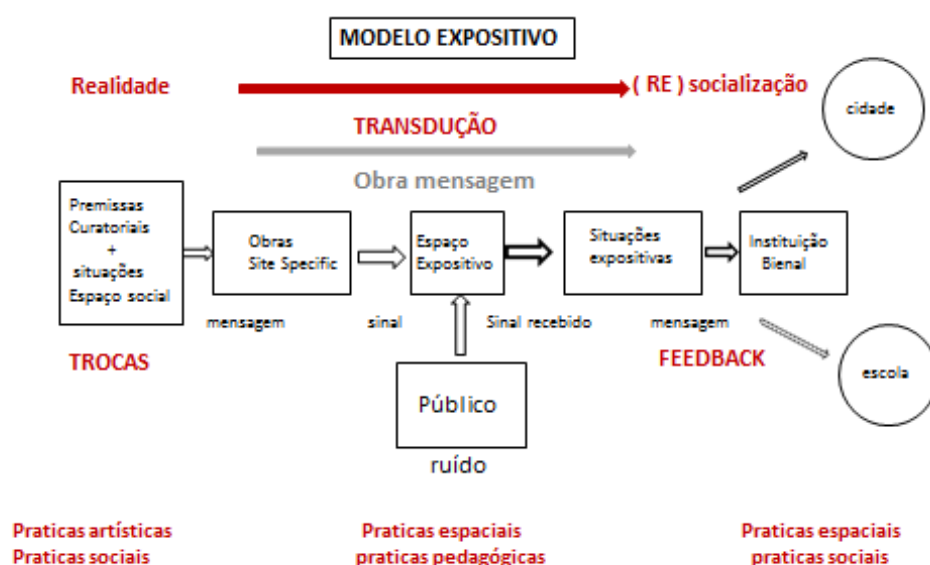 MODELO EXPOSITIVO
Realidade
( RE ) socialização
cidade
TRANSDUÇÃO
Obra mensagem
Premissas
Curatoriais
+
situações
Espaço social
Obras
Site Specific
Espaço
Expositivo
Situações
expositivas
Instituição
Bienal
mensagem
sinal
Sinal recebido
mensagem
TROCAS
FEEDBACK
escola
Público
ruído
Praticas artísticas
Praticas sociais
Praticas espaciais
praticas pedagógicas
Praticas espaciais
praticas sociais